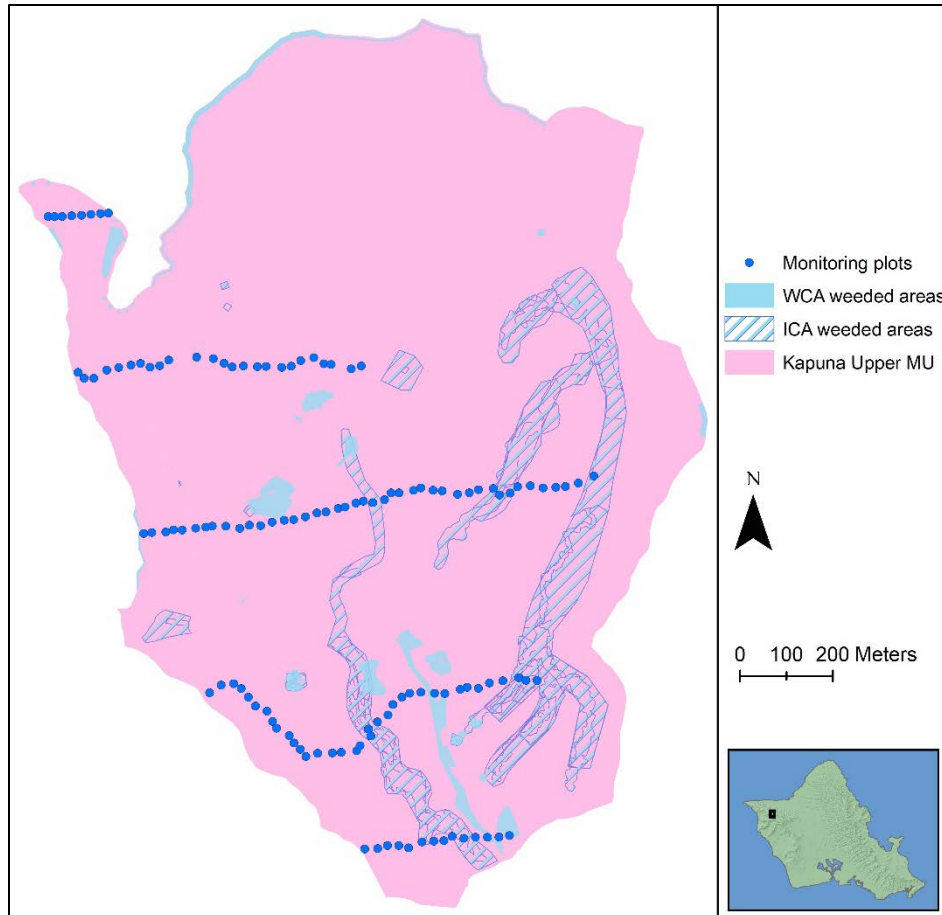 Monitoring plots
WCA weeded areas
ICA weeded areas
Kapuna Upper MU
N
0 100 200 Meters